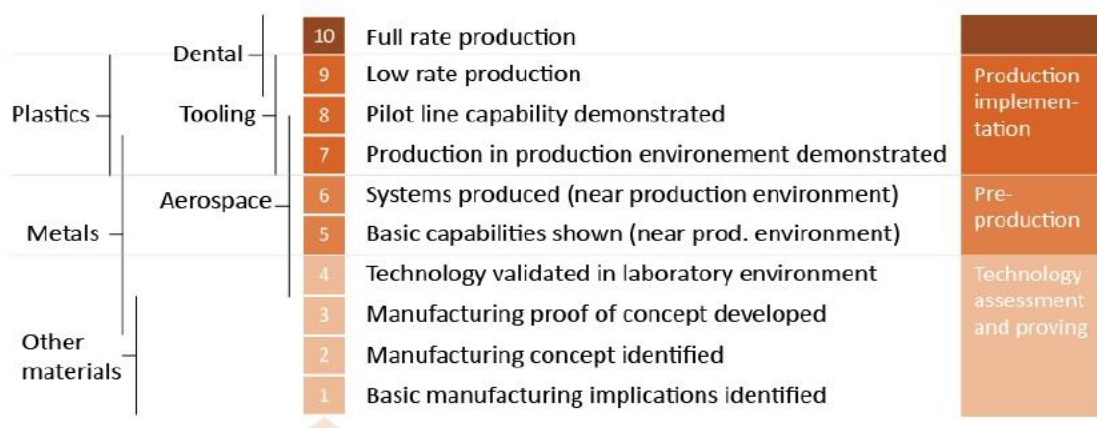 Dental
Plastics
Tooling
Aerospace
Metals
Other
materials
10 Full rate production
9 Low rate production
8 Pilot line capability demonstrated
7 Production in production environement demonstrated
6 Systems produced (near production environment)
5 Basic capabilities shown (near prod. environment)
4 Technology validated in laboratory environment
3 Manufacturing proof of concept developed
2 Manufacturing concept identified
1 Basic manufacturing implications identified
Production
implemen-
tation
Pre-
production
Technology
assessment
and proving